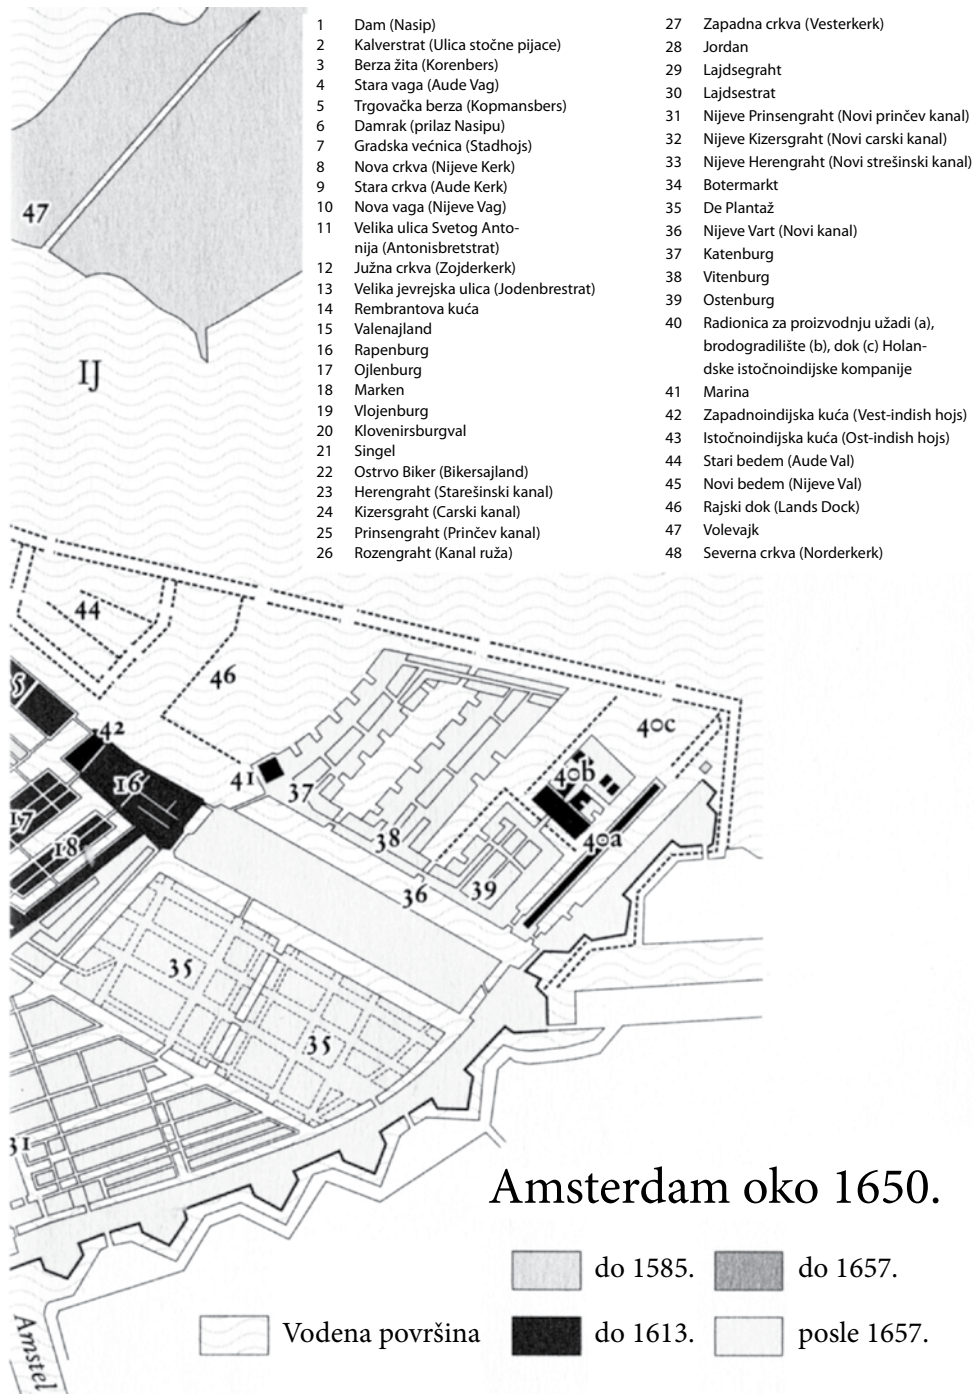 1 Dam (Nasip)
2 Kalverstrat (Ulica stočne pijace)
3 Berza žita (Korenbers)
4 Stara vaga (Aude Vag)
5 Trgovačka berza (Kopmansbers)
6 Damrak (prilaz Nasipu)
7 Gradska većnica (Stadhojs)
8 Nova crkva (Nijeve Kerk)
9 Stara crkva (Aude Kerk)
10 Nova vaga (Nijeve Vag)
11 Velika ulica Svetog Anto-
nija (Antonisbretstrat)
12 Južna crkva (Zojderkerk)
13 Velika jevrejska ulica (Jodenbrestrat)
14 Rembrantova kuća
15 Valenajland
16 Rapenburg
17 Ojlenburg
18 Marken
19 Vlojenburg
20 Klovenirsburgval
21 Singel
22 Ostrvo Biker (Bikersajland)
23 Herengraht (Starešinski kanal)
24 Kizersgraht (Carski kanal)
25 Prinsengraht (Prinčev kanal)
26 Rozengraht (Kanal ruža)
27 Zapadna crkva (Vesterkerk)
28 Jordan
29 Lajdsegraht
30 Lajdsestrat
31 Nijeve Prinsengraht (Novi prinčev kanal)
32 Nijeve Kizersgraht (Novi carski kanal)
33 Nijeve Herengraht (Novi strešinski kanal)
34 Botermarkt
35 De Plantaž
36 Nijeve Vart (Novi kanal)
37 Katenburg
38 Vitenburg
39 Ostenburg
40 Radionica za proizvodnju užadi (a),
brodogradilište (b), dok (c) Holan-
dske istočnoindijske kompanije
41 Marina
42 Zapadnoindijska kuća (Vest-indish hojs)
43 Istočnoindijska kuća (Ost-indish hojs)
44 Stari bedem (Aude Val)
45 Novi bedem (Nijeve Val)
46 Rajski dok (Lands Dock)
47 Volevajk
48 Severna crkva (Norderkerk)
47
IJ
44
46
5
42
16
41
37
40c
40b
40a
17
18
38
36
39
35
35
31
Amsterdam oko 1650.
do 1585.
do 1657.
Vodena površina
do 1613.
posle 1657.
Amstel